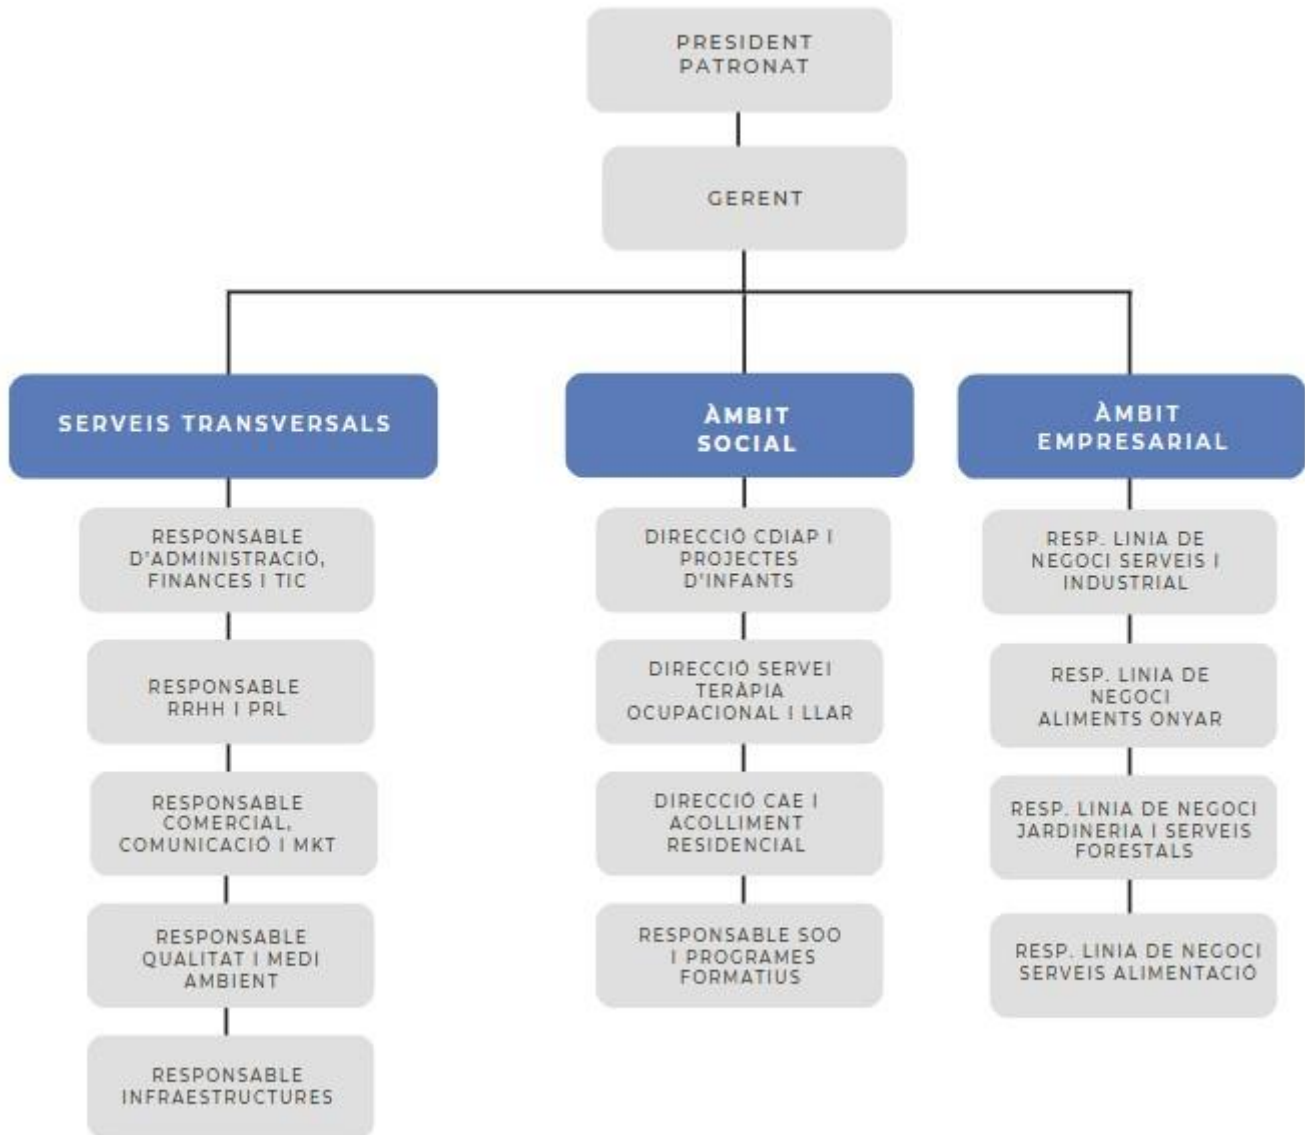 PRESIDENT
PATRONAT
GERENT
SERVEIS TRANSVERSALS
RESPONSABLE
D'ADMINISTRACIÓ,
FINANCES I TIC
RESPONSABLE
RRHH I PRL
RESPONSABLE
COMERCIAL,
COMUNICACIÓ I MKT
RESPONSABLE
QUALITAT I MEDI
AMBIENT
RESPONSABLE
INFRAESTRUCTURES
ÀMBIT
SOCIAL
DIRECCIÓ CDIAP I
PROJECTES
D'INFANTS
DIRECCIÓ SERVEI
TERÀPIA
OCUPACIONAL I LLAR
DIRECCIÓ CAE I
ACOLLIMENT
RESIDENCIAL
RESPONSABLE SOO
I PROGRAMES
FORMATIUS
ÀMBIT
EMPRESARIAL
RESP. LINIA DE
NEGOCI SERVEIS I
INDUSTRIAL
RESP. LINIA DE
NEGOCI
ALIMENTS ONYAR
RESP. LINIA DE NEGOCI
JARDINERIA I SERVEIS
FORESTALS
RESP. LINIA DE NEGOCI
SERVEIS ALIMENTACIÓ